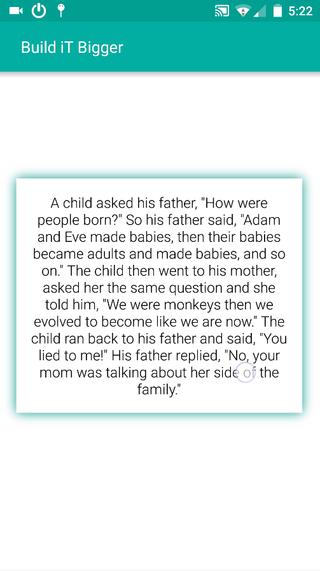 5:22
Build iT Bigger
A child asked his father, "How were
people born?" So his father said, "Adam
and Eve made babies, then their babies
became adults and made babies, and so
on." The child then went to his mother,
asked her the same question and she
told him, "We were monkeys then we
evolved to become like we are now." The
child ran back to his father and said, "You
lied to me!" His father replied, "No, your
mom was talking about her side of the
family."